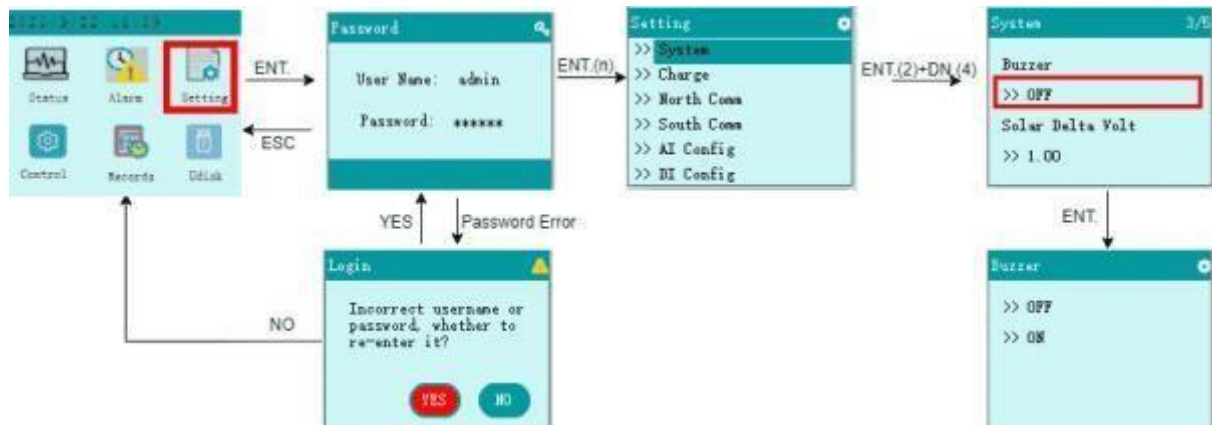 Status Alarm Setting
Control Records Udisk
ENT.
ESC
Password
User Name: admin
Password: ******
YES
Password Error
Login
Incorrect username or
password, whether to
re-enter it?
YES NO
NO
ENT.(n)
Setting
>> System
>> Charge
>> North Comm
>> South Comm
>> AI Config
>> DI Config
ENT.(2)+DN.(4)
System 3/5
Buzzer
>> OFF
Solar Delta Volt
>> 1.00
ENT.
Buzzer
>> OFF
>> ON